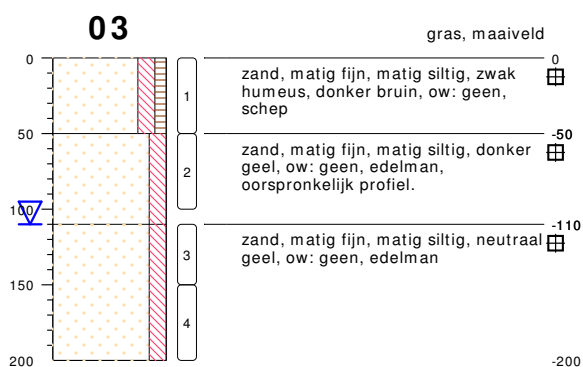 03
gras, maaiveld
0
0
zand, matig fijn, matig siltig, zwak
humeus, donker bruin, ow: geen,
schep
1
50
-50
zand, matig fijn, matig siltig, donker
geel, ow: geen, edelman,
oorspronkelijk profiel.
2
100
-110
zand, matig fijn, matig siltig, neutraal
geel, ow: geen, edelman
3
150
4
200
-200